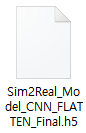 Sim2Real_Mo
del_CNN_FLAT
TEN_Final.h5